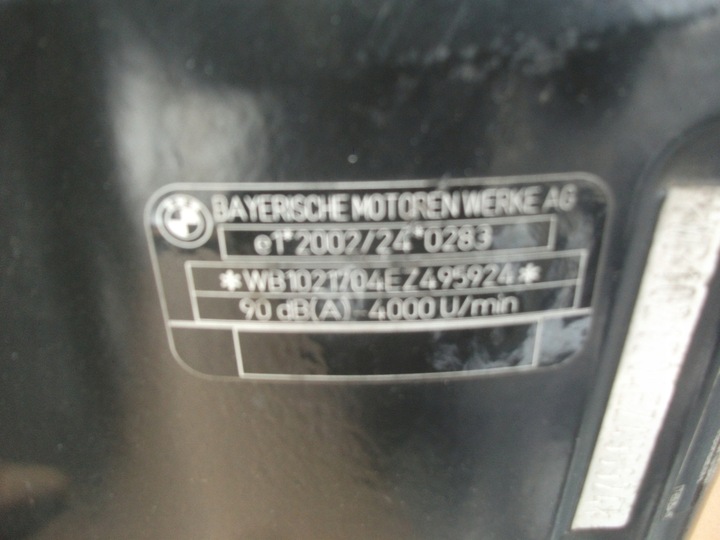 BAYERISCHE MOTOREN WERKE AG
e1*2002/24*0283
*WB1021704EZ495924*
90 dB(A) 4000 U/min